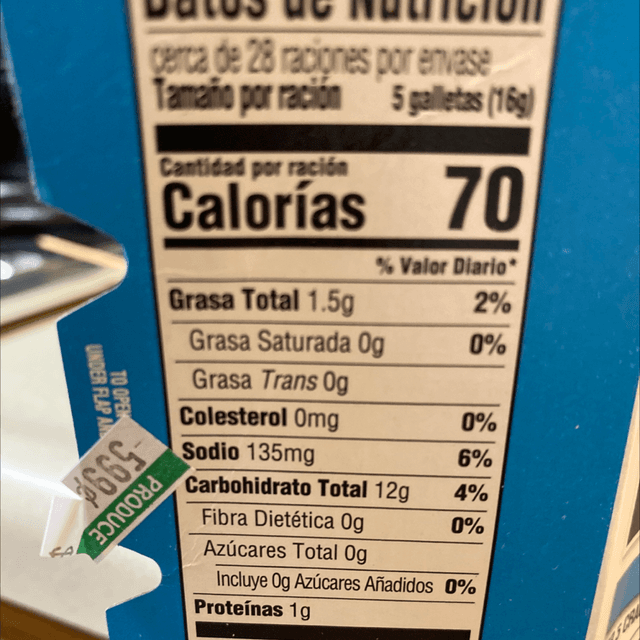 Datos de Nutrición
cerca de 28 raciones por envase
Tamaño por ración 5 galletas (16g)
Cantidad por ración
Calorías 70
% Valor Diario*
Grasa Total 1.5g 2%
Grasa Saturada 0g 0%
Grasa Trans 0g
Colesterol 0mg 0%
Sodio 135mg 6%
Carbohidrato Total 12g 4%
Fibra Dietética 0g 0%
Azúcares Total 0g
Incluye 0g Azúcares Añadidos 0%
Proteínas 1g
TO OPEN
UNDER FLAP
599¢
PRODUCE